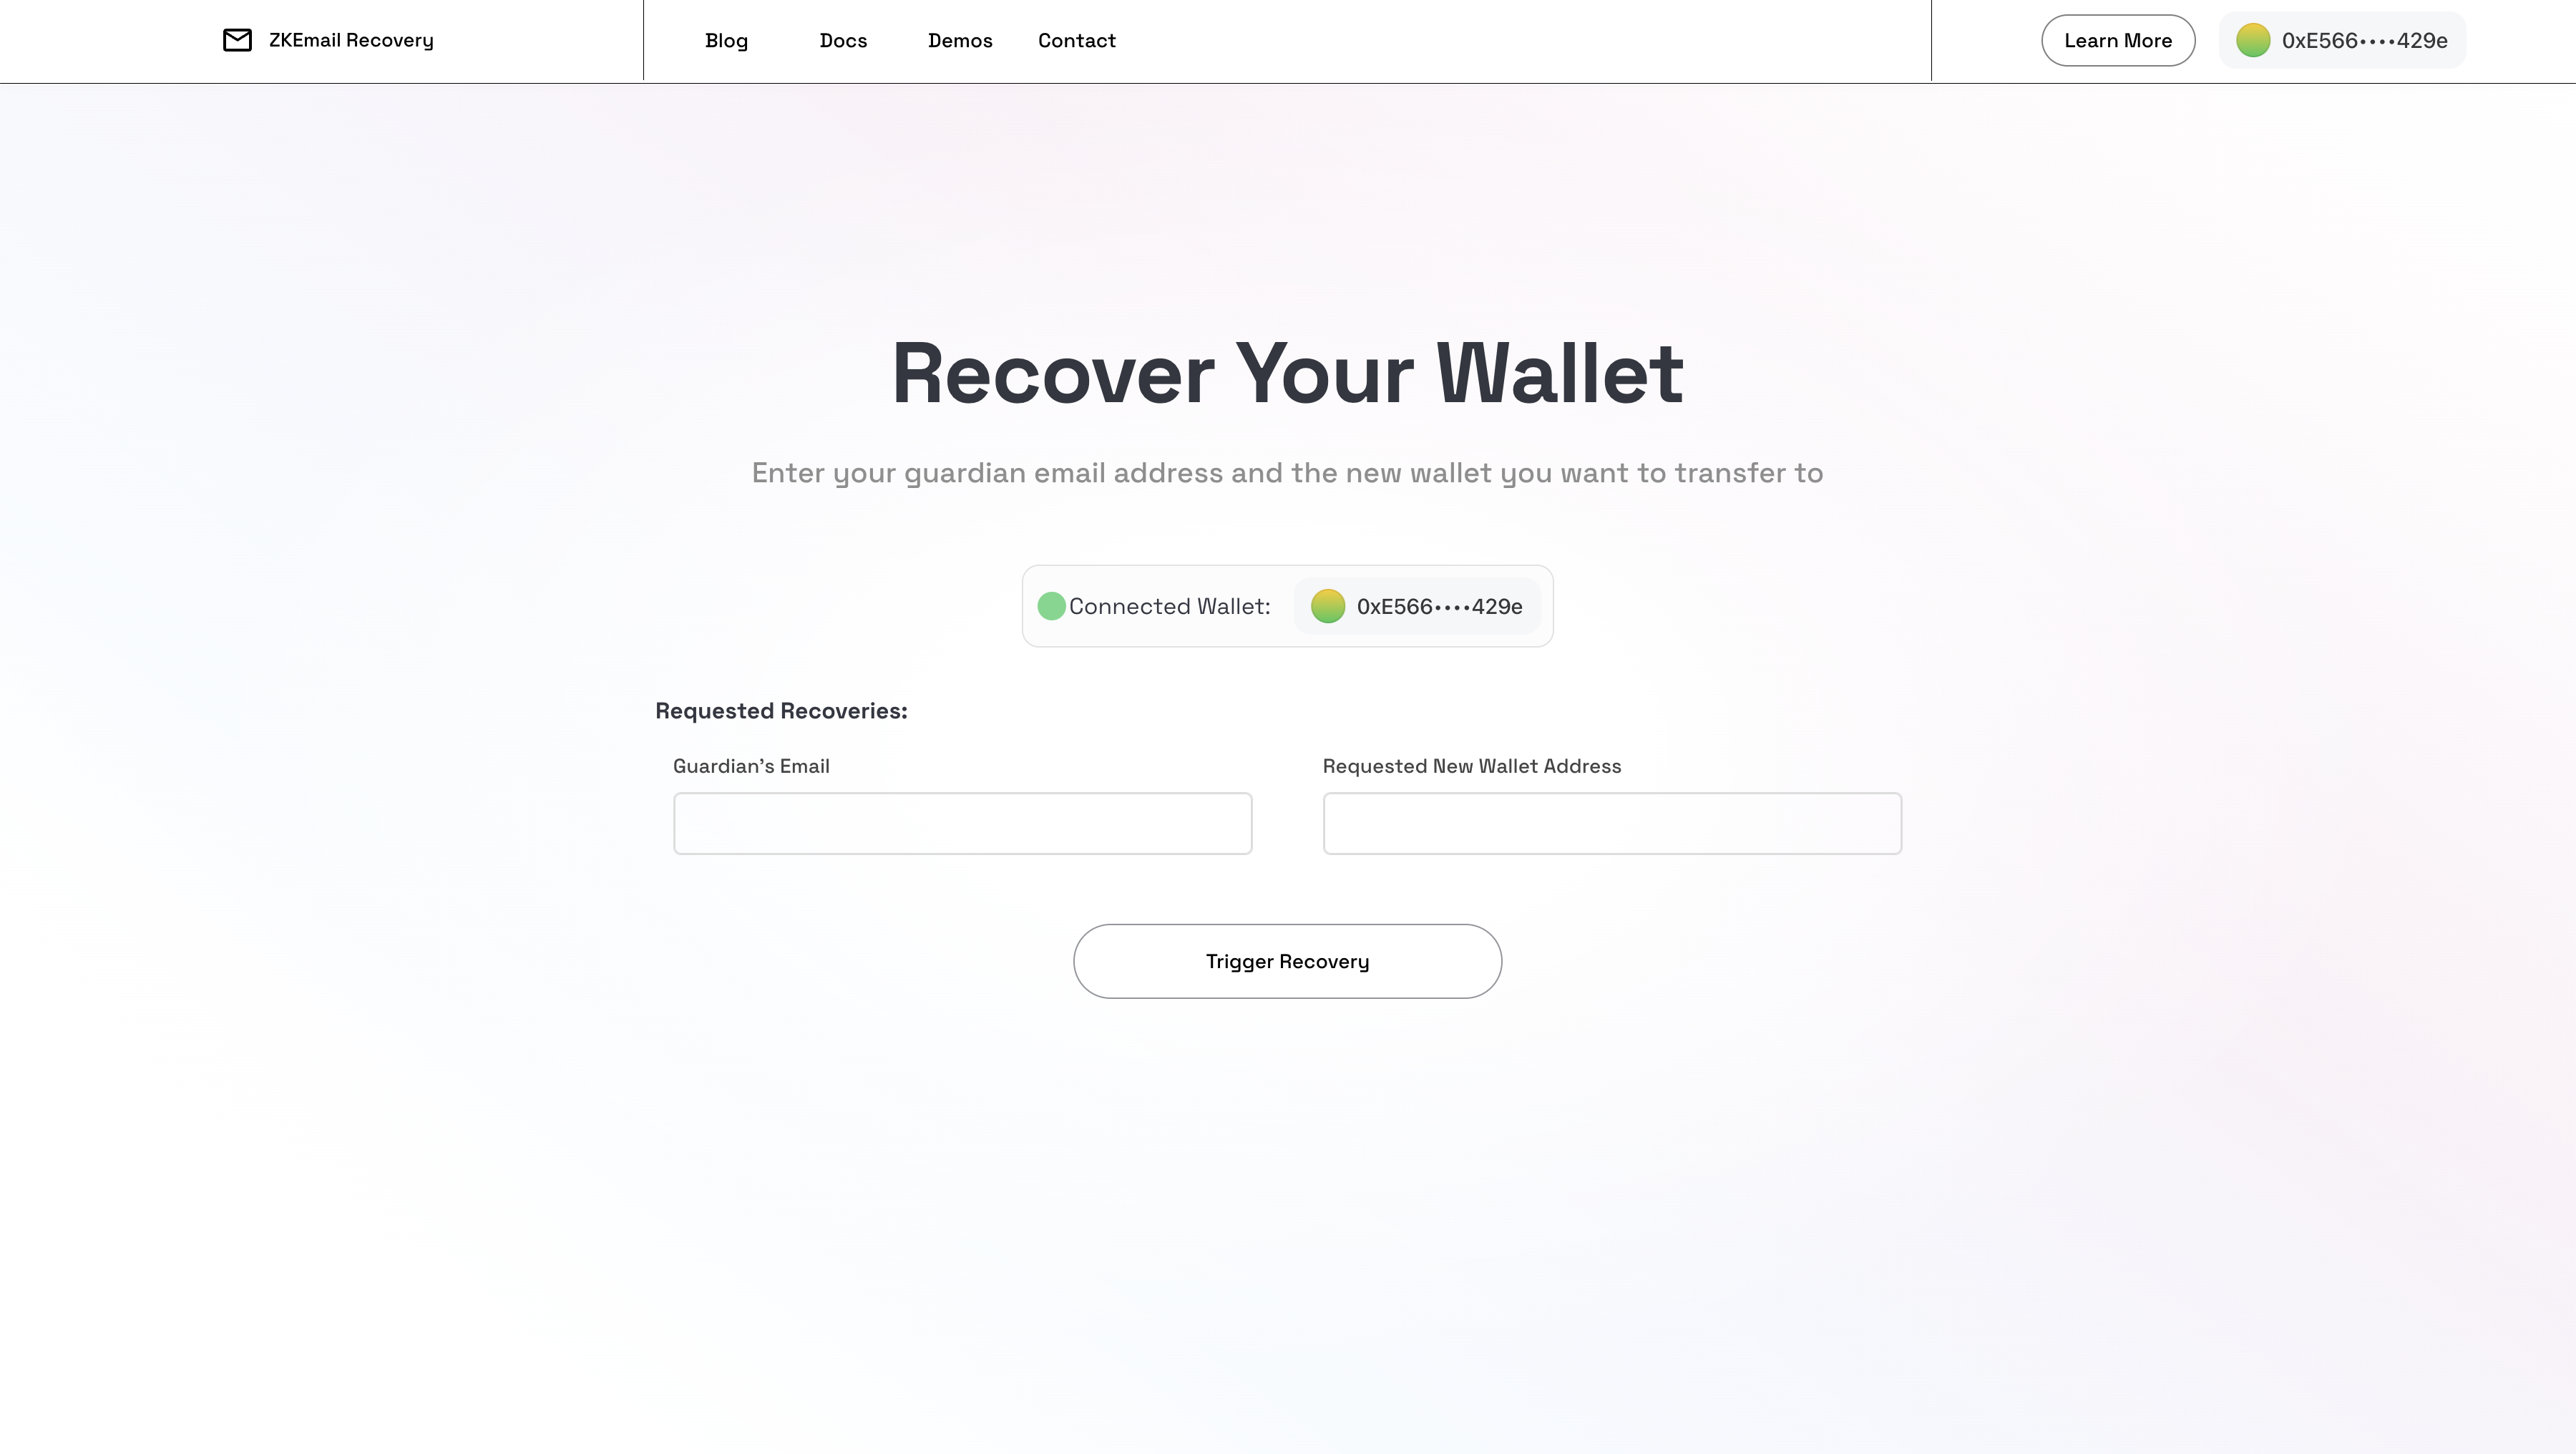 ZKEmail Recovery
Blog Docs Demos Contact
Learn More
0xE566····429e
Recover Your Wallet
Enter your guardian email address and the new wallet you want to transfer to
Connected Wallet: 0xE566····429e
Requested Recoveries:
Guardian's Email
Requested New Wallet Address
Trigger Recovery